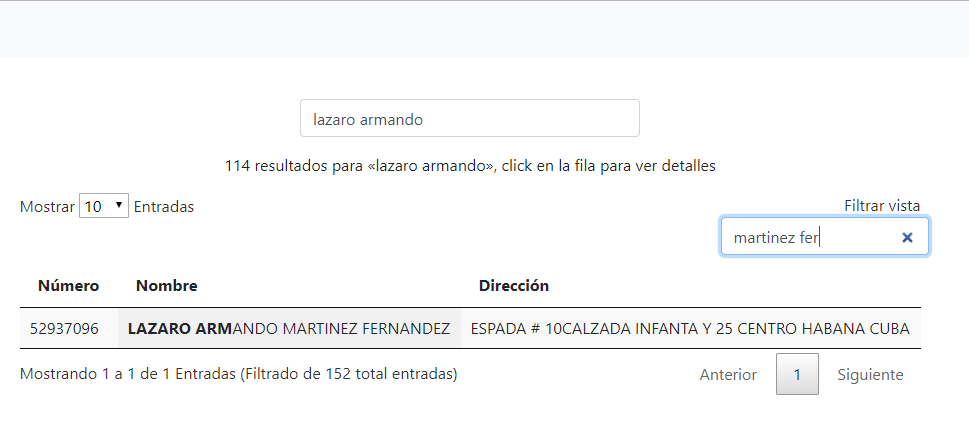 lazaro armando
114 resultados para «lazaro armando», click en la fila para ver detalles
Mostrar 10 Entradas
Filtrar vista
martinez fer
Número Nombre Dirección
52937096 LAZARO ARMANDO MARTINEZ FERNANDEZ ESPADA # 10CALZADA INFANTA Y 25 CENTRO HABANA CUBA
Mostrando 1 a 1 de 1 Entradas (Filtrado de 152 total entradas)
Anterior 1 Siguiente